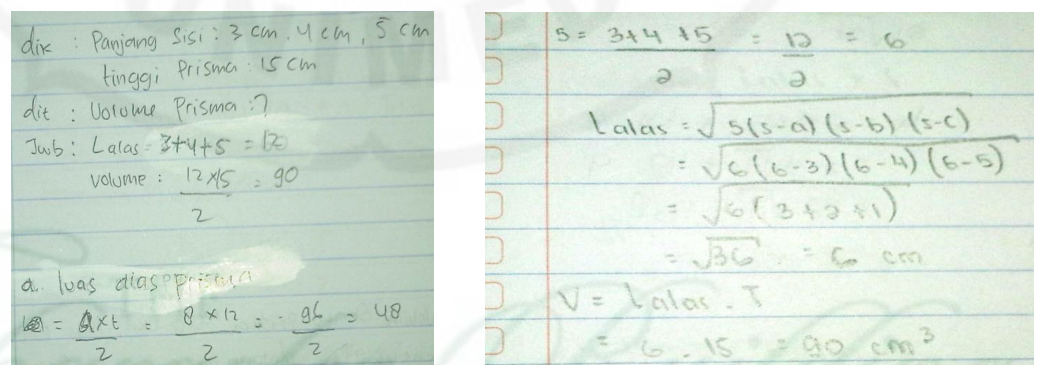 dix : Panjang Sisi : 3 cm, 4 cm, 5 cm
tinggi Prisma : 15 cm
dit : Volume Prisma : ?
Jwb : Lalas = 3+4+5 = 12
volume : 12x15 / 2 = 90
a. luas alas prisma
= axt / 2 = 8 x 12 / 2 = 96 / 2 = 48
S = 3+4+5 / 2 = 12 / 2 = 6
Lalas = √s(s-a)(s-b)(s-c)
= √6(6-3)(6-4)(6-5)
= √6(3+2+1)
= √36 = 6 cm
V = Lalas . T
= 6 . 15 = 90 cm³